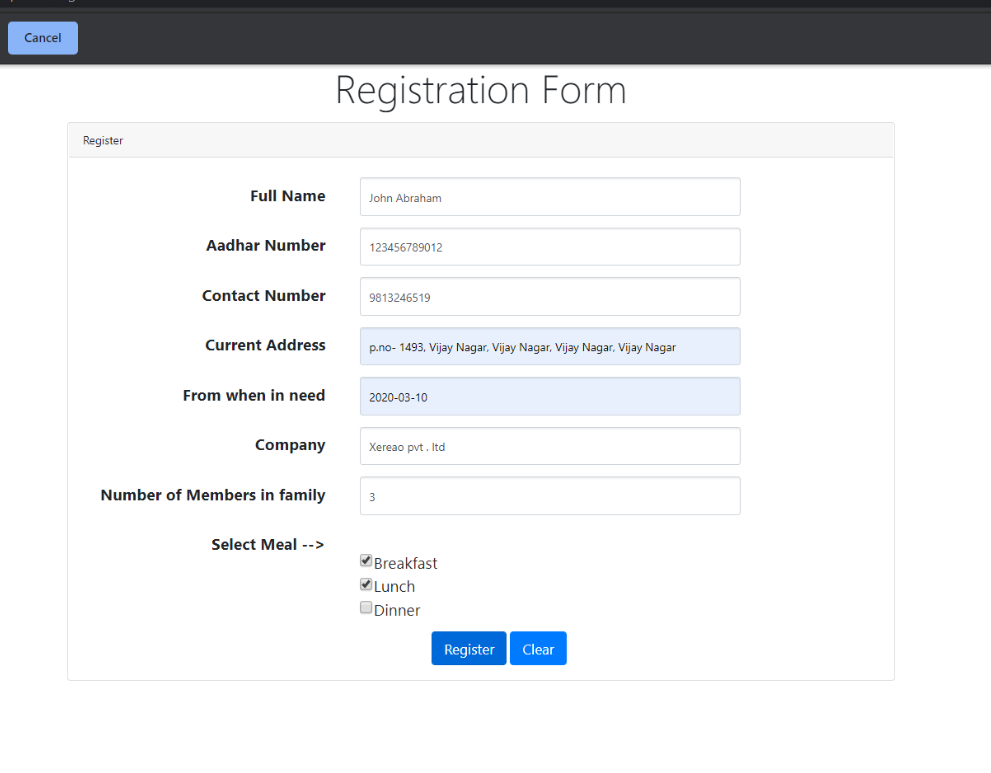 Cancel
Registration Form
Register
Full Name John Abraham
Aadhar Number 123456789012
Contact Number 9813246519
Current Address p.no- 1493, Vijay Nagar, Vijay Nagar, Vijay Nagar, Vijay Nagar
From when in need 2020-03-10
Company Xereao pvt . ltd
Number of Members in family 3
Select Meal -->
Breakfast
Lunch
Dinner
Register Clear